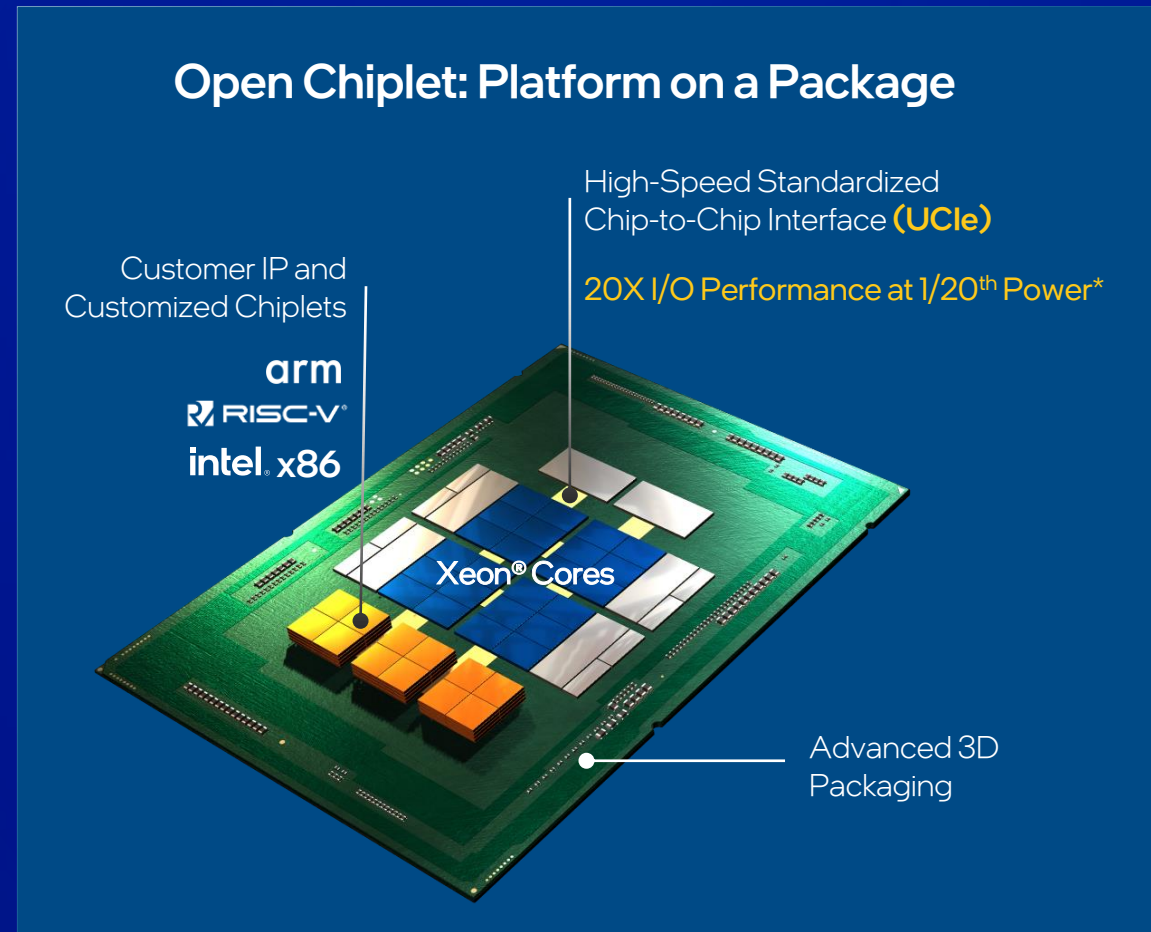 Open Chiplet: Platform on a Package
High-Speed Standardized
Chip-to-Chip Interface (UCIe)
20X I/O Performance at 1/20th Power*
Customer IP and
Customized Chiplets
arm
RISC-V®
intel® x86
Xeon® Cores
Advanced 3D
Packaging